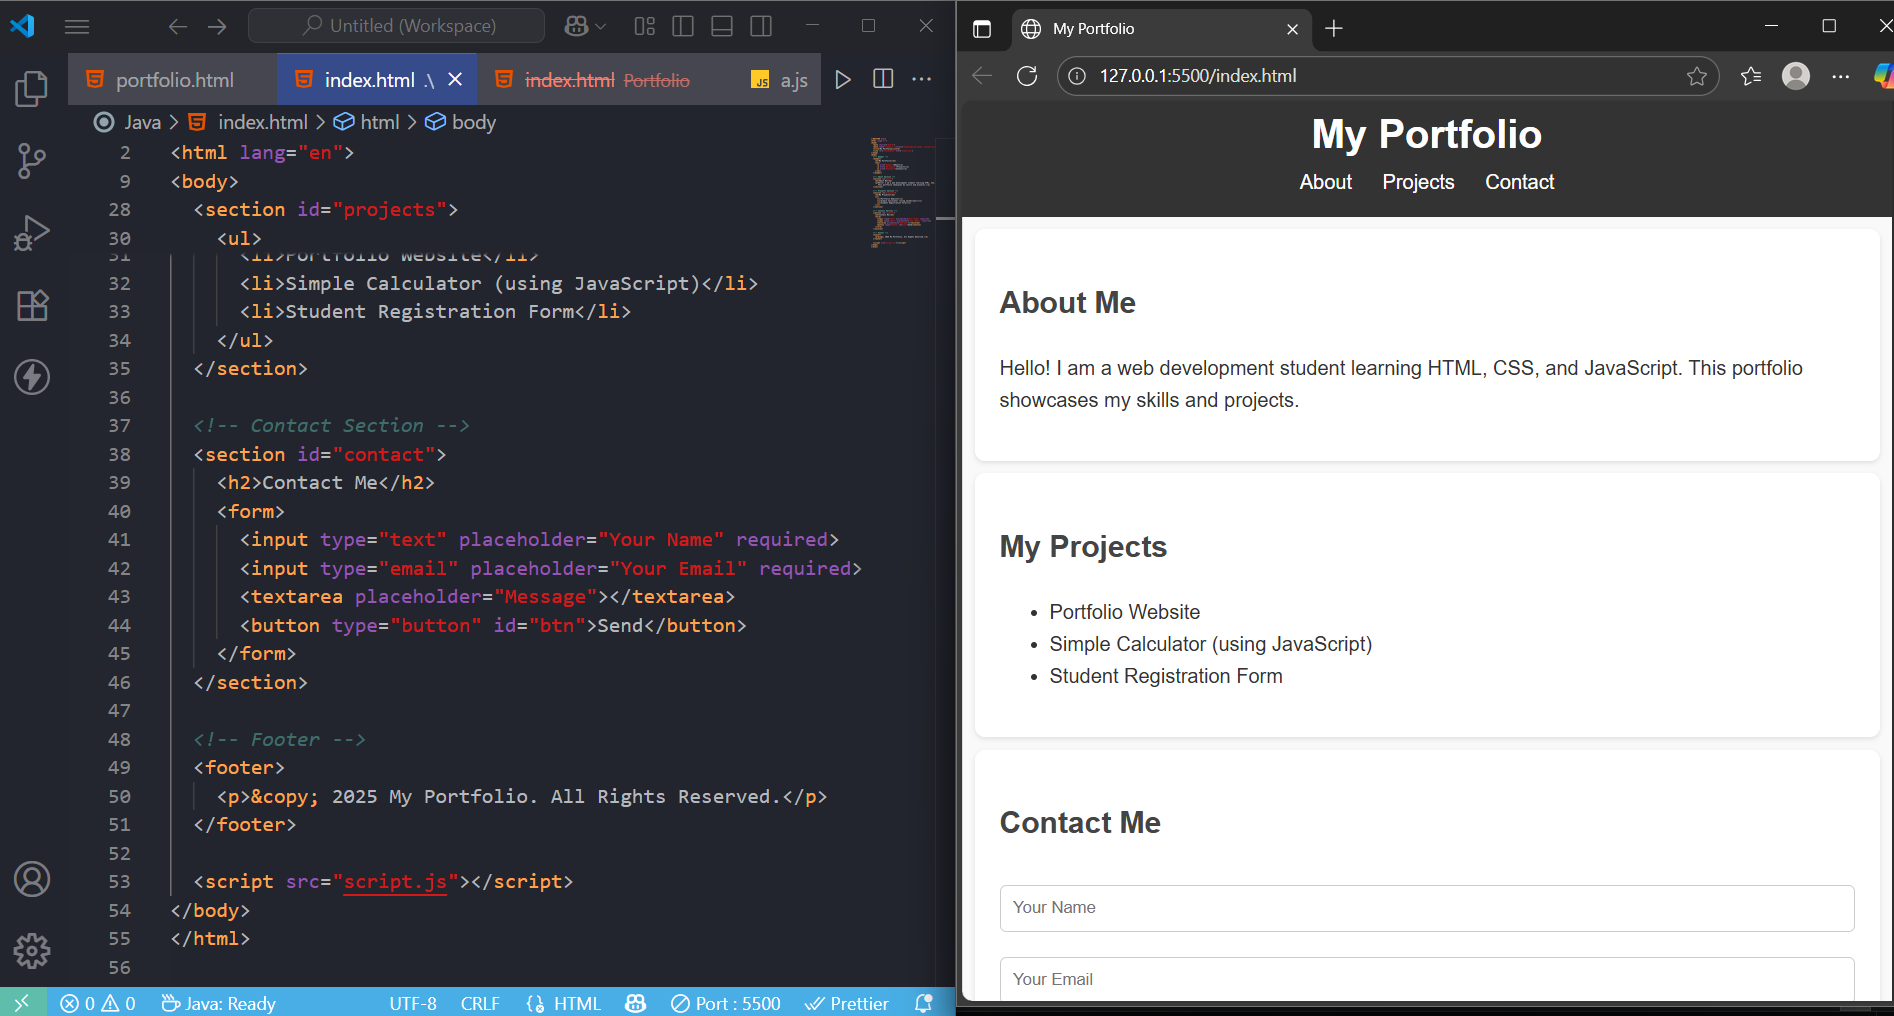 Untitled (Workspace)
portfolio.html
index.html .\
index.html Portfolio
JS a.js
Java > index.html > html > body
2 <html lang="en">
9 <body>
28 <section id="projects">
30 <ul>
31 <li>Portfolio Website</li>
32 <li>Simple Calculator (using JavaScript)</li>
33 <li>Student Registration Form</li>
34 </ul>
35 </section>
36
37 <!-- Contact Section -->
38 <section id="contact">
39 <h2>Contact Me</h2>
40 <form>
41 <input type="text" placeholder="Your Name" required>
42 <input type="email" placeholder="Your Email" required>
43 <textarea placeholder="Message"></textarea>
44 <button type="button" id="btn">Send</button>
45 </form>
46 </section>
47
48 <!-- Footer -->
49 <footer>
50 <p>&copy; 2025 My Portfolio. All Rights Reserved.</p>
51 </footer>
52
53 <script src="script.js"></script>
54 </body>
55 </html>
56
0 0 Java: Ready UTF-8 CRLF HTML Port : 5500 Prettier
My Portfolio
127.0.0.1:5500/index.html
My Portfolio
About Projects Contact
About Me
Hello! I am a web development student learning HTML, CSS, and JavaScript. This portfolio
showcases my skills and projects.
My Projects
• Portfolio Website
• Simple Calculator (using JavaScript)
• Student Registration Form
Contact Me
Your Name
Your Email